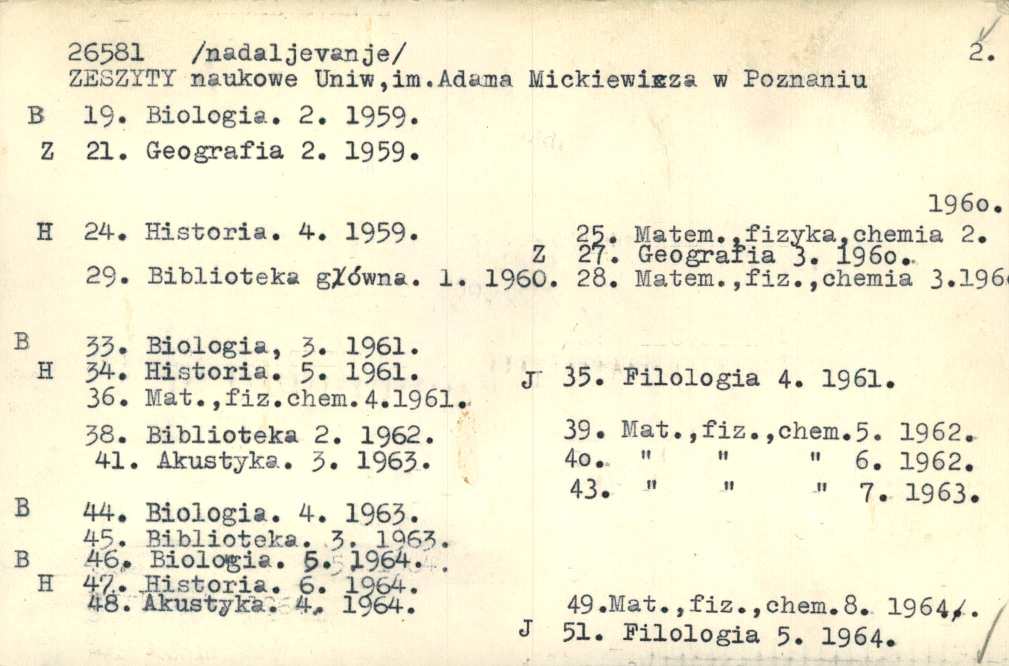 26581 /nadaljevanje/ 2.
ZESZYTY naukowe Uniw,im.Adama Mickiewicza w Poznaniu
B 19. Biologia. 2. 1959.
Z 21. Geografia 2. 1959.
1960.
H 24. Historia. 4. 1959. 25. Matem.,fizyka,chemia 2.
Z 27. Geografia 3. 1960.
29. Biblioteka główna. 1. 1960. 28. Matem.,fiz.,chemia 3.196
B 33. Biologia, 3. 1961.
H 34. Historia. 5. 1961. J 35. Filologia 4. 1961.
36. Mat.,fiz.chem.4.1961.
38. Biblioteka 2. 1962. 39. Mat.,fiz.,chem.5. 1962.
41. Akustyka. 3. 1963. 40. " " " 6. 1962.
43. " " " 7. 1963.
B 44. Biologia. 4. 1963.
45. Biblioteka. 3. 1963.
B 46. Biologia. 5. 1964.
H 47. Historia. 6. 1964.
48. Akustyka. 4. 1964. 49.Mat.,fiz.,chem.8. 1964.
J 51. Filologia 5. 1964.